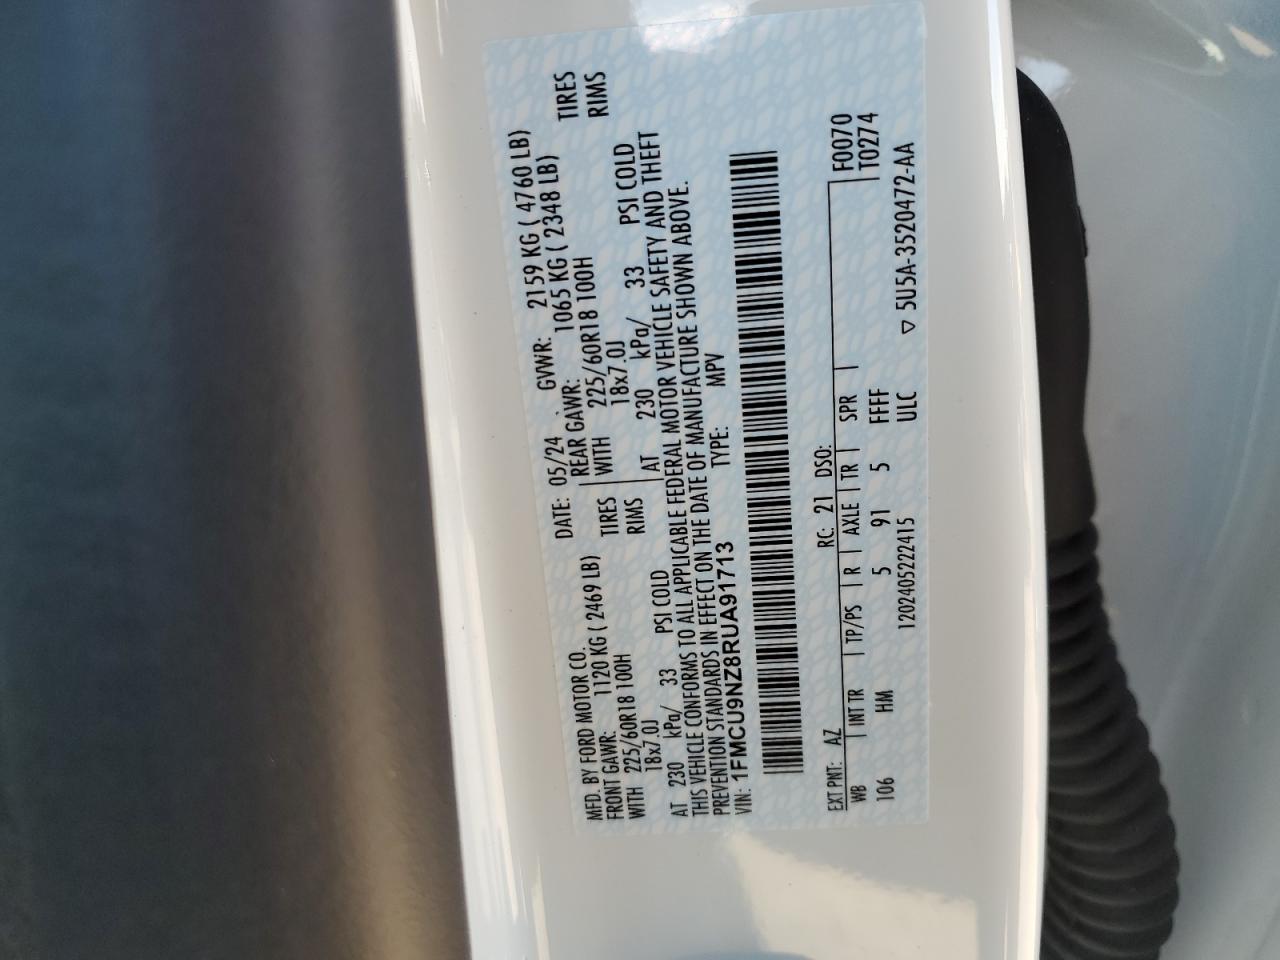 MFD. BY FORD MOTOR CO. DATE: 05/24 GVWR: 2159 KG ( 4760 LB)
FRONT GAWR: 1120 KG ( 2469 LB) REAR GAWR: 1065 KG ( 2348 LB)
WITH 225/60R18 100H TIRES WITH 225/60R18 100H TIRES
18x7.0J RIMS 18x7.0J RIMS
AT 230 kPa/ 33 PSI COLD AT 230 kPa/ 33 PSI COLD
THIS VEHICLE CONFORMS TO ALL APPLICABLE FEDERAL MOTOR VEHICLE SAFETY AND THEFT
PREVENTION STANDARDS IN EFFECT ON THE DATE OF MANUFACTURE SHOWN ABOVE.
VIN: 1FMCU9NZ8RUA91713 TYPE: MPV
EXT PNT: AZ RC: 21 DSO: F0070
WB INT TR TP/PS R AXLE TR SPR T0274
106 HM 5 91 5 FFFF
120240522415 ULC ▽ 5U5A-3520472-AA